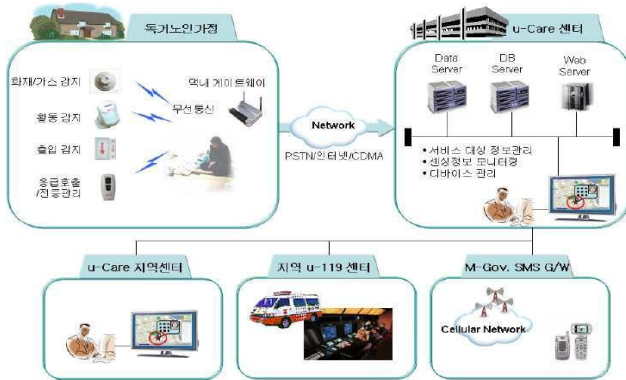 독거노인가정
화재/가스 감지
활동 감지
출입 감지
응급호출
/전등관리
댁내 게이트웨이
무선통신
Network
PSTN/인터넷/CDMA
u-Care 센터
Data
Server
DB
Server
Web
Server
• 서비스 대상 정보관리
• 센싱정보 모니터링
• 디바이스 관리
u-Care 지역센터
지역 u-119 센터
M-Gov. SMS G/W
Cellular Network